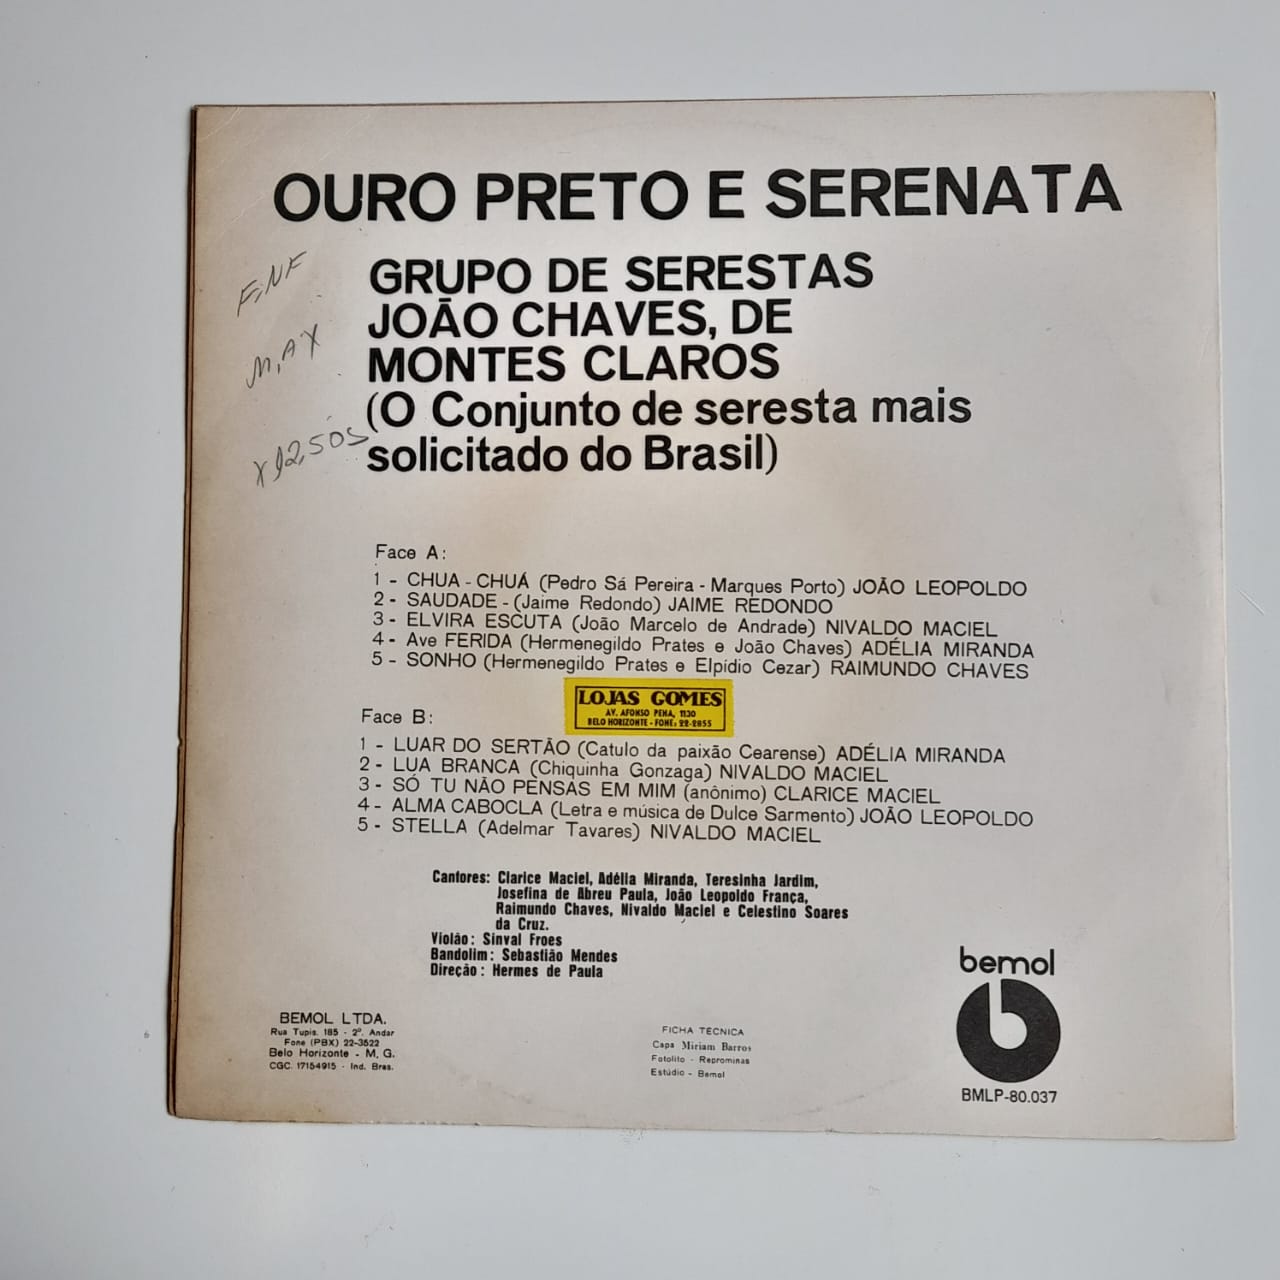 OURO PRETO E SERENATA
GRUPO DE SERESTAS
JOÃO CHAVES, DE
MONTES CLAROS
(O Conjunto de seresta mais
solicitado do Brasil)
Face A:
1 - CHUA - CHUÁ (Pedro Sá Pereira - Marques Porto) JOÃO LEOPOLDO
2 - SAUDADE - (Jaime Redondo) JAIME REDONDO
3 - ELVIRA ESCUTA (João Marcelo de Andrade) NIVALDO MACIEL
4 - Ave FERIDA (Hermenegildo Prates e João Chaves) ADÉLIA MIRANDA
5 - SONHO (Hermenegildo Prates e Elpídio Cezar) RAIMUNDO CHAVES
LOJAS GOMES
AV. AFONSO PENA, 1130
BELO HORIZONTE - FONE: 22-2855
Face B:
1 - LUAR DO SERTÃO (Catulo da paixão Cearense) ADÉLIA MIRANDA
2 - LUA BRANCA (Chiquinha Gonzaga) NIVALDO MACIEL
3 - SÓ TU NÃO PENSAS EM MIM (anônimo) CLARICE MACIEL
4 - ALMA CABOCLA (Letra e música de Dulce Sarmento) JOÃO LEOPOLDO
5 - STELLA (Adelmar Tavares) NIVALDO MACIEL
Cantores: Clarice Maciel, Adélia Miranda, Teresinha Jardim,
Josefina de Abreu Paula, João Leopoldo França,
Raimundo Chaves, Nivaldo Maciel e Celestino Soares
da Cruz.
Violão: Sinval Froes
Bandolim: Sebastião Mendes
Direção: Hermes de Paula
BEMOL LTDA.
Rua Tupis. 185 - 2º. Andar
Fone (PBX) 22-3522
Belo Horizonte - M. G.
CGC. 17154915 - Ind. Bras.
FICHA TECNICA
Capa Miriam Barros
Fotolito - Reprominas
Estúdio - Bemol
bemol
BMLP-80.037